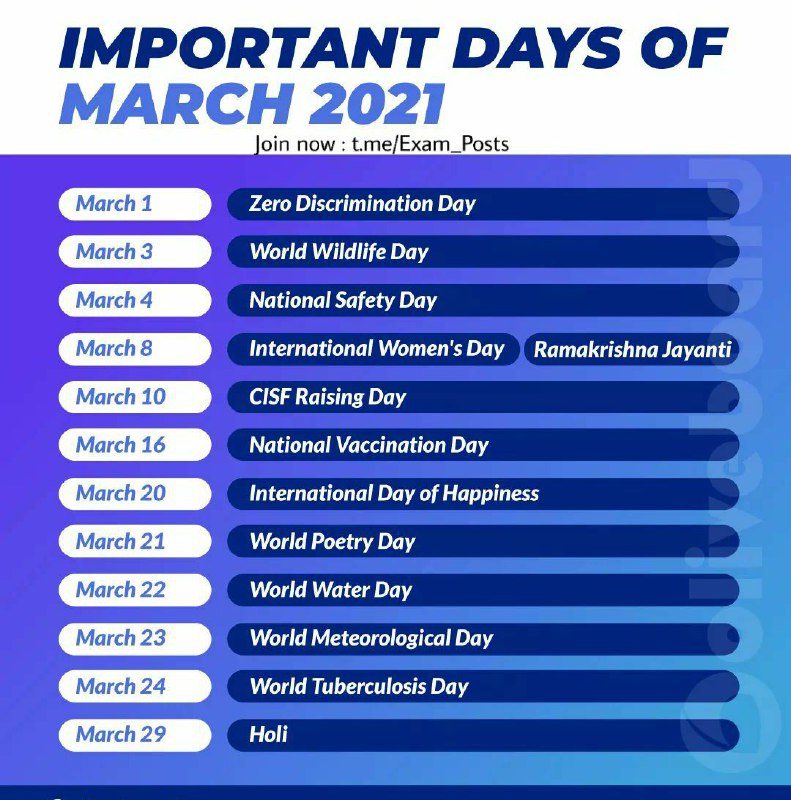 IMPORTANT DAYS OF
MARCH 2021
Join now : t.me/Exam_Posts
March 1 Zero Discrimination Day
March 3 World Wildlife Day
March 4 National Safety Day
March 8 International Women's Day Ramakrishna Jayanti
March 10 CISF Raising Day
March 16 National Vaccination Day
March 20 International Day of Happiness
March 21 World Poetry Day
March 22 World Water Day
March 23 World Meteorological Day
March 24 World Tuberculosis Day
March 29 Holi
oliveboard